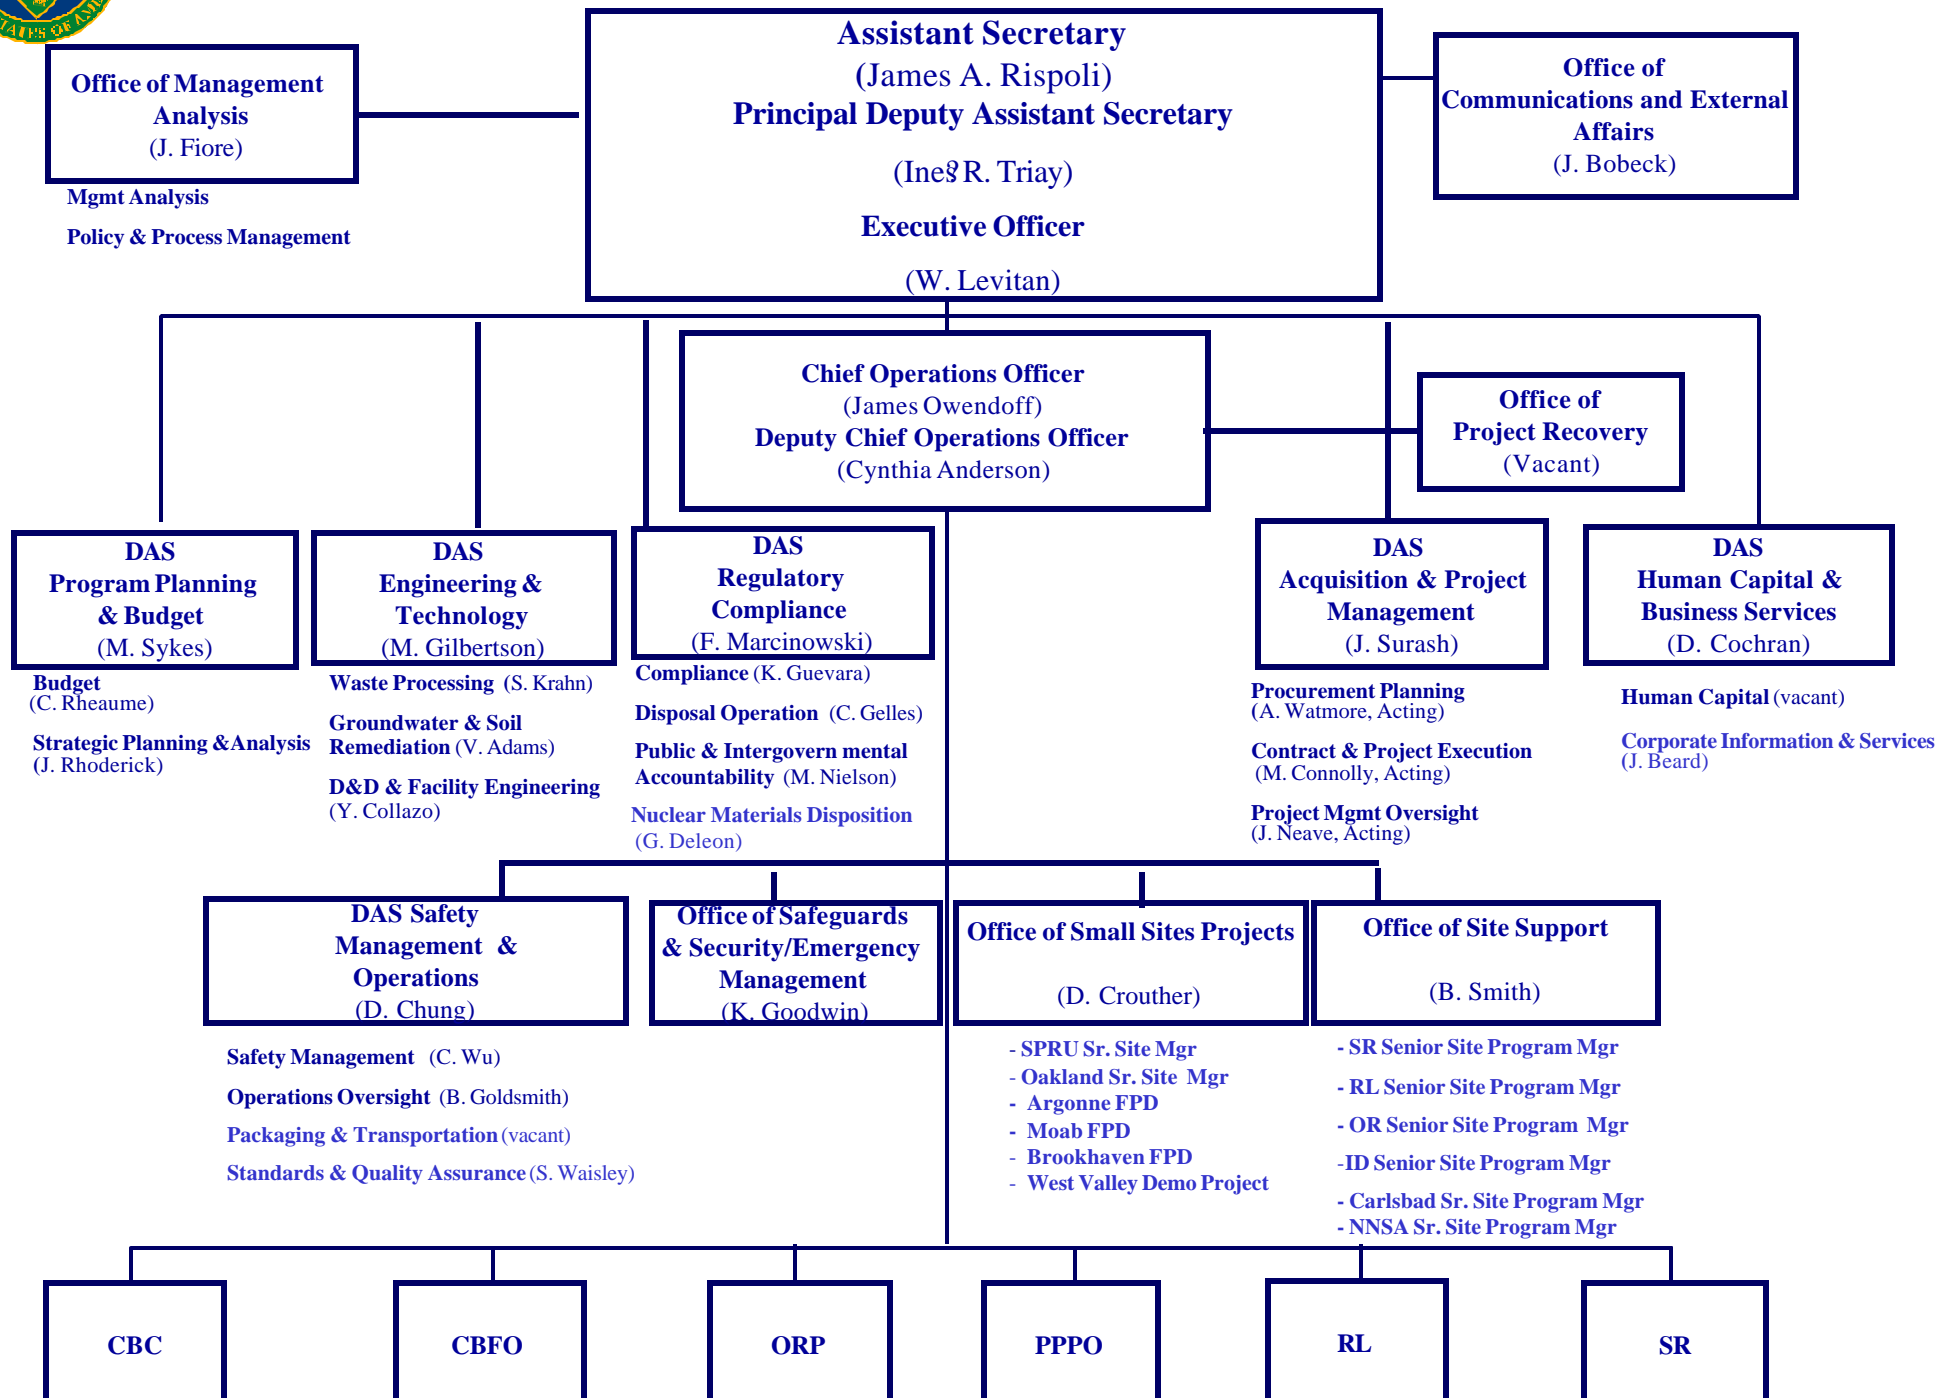 ATES OF AM
Assistant Secretary
(James A. Rispoli)
Principal Deputy Assistant Secretary
R. Triay)
Executive Officer
(W. Levitan)
Office of Management
Analysis
(J. Fiore)
Mgmt Analysis
Policy & Process Management
Office of
Communications and External
Affairs
(J. Bobeck)
Chief Operations Officer
(James Owendoff)
Deputy Chief Operations Officer
(Cynthia Anderson)
Office of
Project Recovery
(Vacant)
DAS
Program Planning
& Budget
(M. Sykes)
Budget
(C. Rheaume)
Strategic Planning &Analysis
(J. Rhoderick)
DAS
Engineering &
Technology
(M. Gilbertson)
Waste Processing (S. Krahn)
Groundwater & Soil
Remediation (V. Adams)
D&D & Facility Engineering
(Y. Collazo)
DAS
Regulatory
Compliance
(F. Marcinowski)
Compliance (K. Guevara)
Disposal Operation (C. Gelles)
Public & Intergovern mental
Accountability (M. Nielson)
Nuclear Materials Disposition
(G. Deleon)
DAS
Acquisition & Project
Management
(J. Surash)
Procurement Planning
(A. Watmore, Acting)
Contract & Project Execution
(M. Connolly, Acting)
Project Mgmt Oversight
(J. Neave, Acting)
DAS
Human Capital &
Business Services
(D. Cochran)
Human Capital (vacant)
Corporate Information & Services
(J. Beard)
DAS Safety
Management &
Operations
(D. Chung)
Safety Management (C. Wu)
Operations Oversight (B. Goldsmith)
Packaging & Transportation (vacant)
Standards & Quality Assurance (S. Waisley)
Office of Safeguards
& Security/Emergency
Management
(K. Goodwin)
Office of Small Sites Projects
(D. Crouther)
- SPRU Sr. Site Mgr
- Oakland Sr. Site Mgr
- Argonne FPD
- Moab FPD
- Brookhaven FPD
- West Valley Demo Project
Office of Site Support
(B. Smith)
- SR Senior Site Program Mgr
- RL Senior Site Program Mgr
- OR Senior Site Program Mgr
-ID Senior Site Program Mgr
- Carlsbad Sr. Site Program Mgr
- NNSA Sr. Site Program Mgr
CBC
CBFO
ORP
PPPO
RL
SR